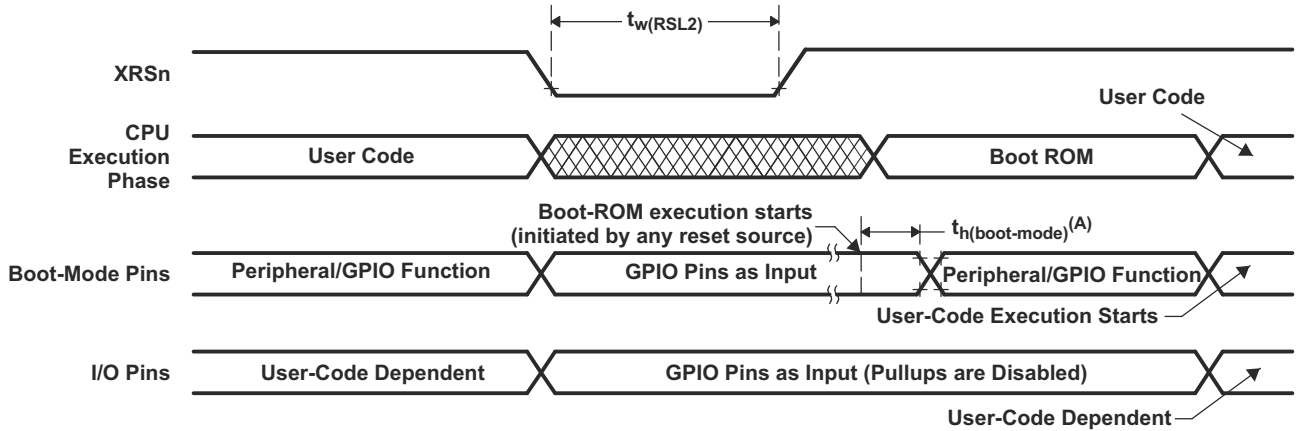 tw(RSL2)
XRSn
User Code
CPU
Execution
Phase
User Code
Boot ROM
Boot-ROM execution starts
(initiated by any reset source)
th(boot-mode)(A)
Boot-Mode Pins
Peripheral/GPIO Function
GPIO Pins as Input
Peripheral/GPIO Function
User-Code Execution Starts
I/O Pins
User-Code Dependent
GPIO Pins as Input (Pullups are Disabled)
User-Code Dependent